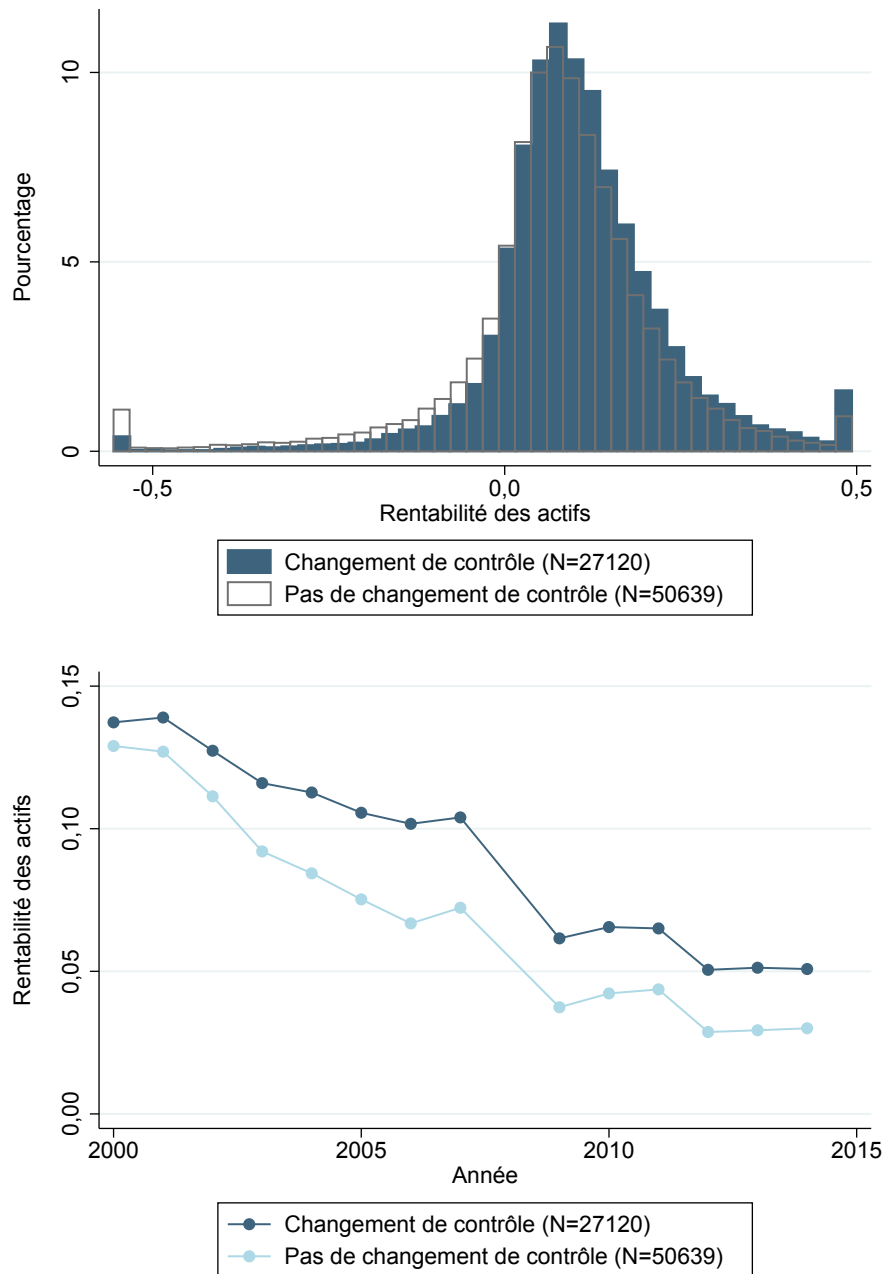 10
5
0
Pourcentage
-0,5 0,0 0,5
Rentabilité des actifs
Changement de contrôle (N=27120)
Pas de changement de contrôle (N=50639)
0,15
0,10
0,05
0,00
Rentabilité des actifs
2000 2005 2010 2015
Année
Changement de contrôle (N=27120)
Pas de changement de contrôle (N=50639)